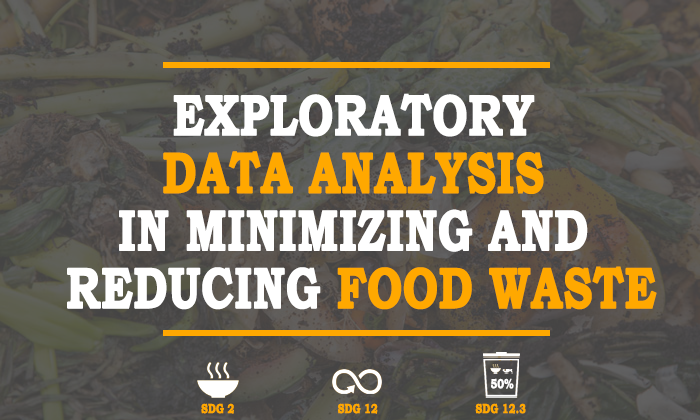 EXPLORATORY
DATA ANALYSIS
IN MINIMIZING AND
REDUCING FOOD WASTE
50%
SDG 2
SDG 12
SDG 12.3